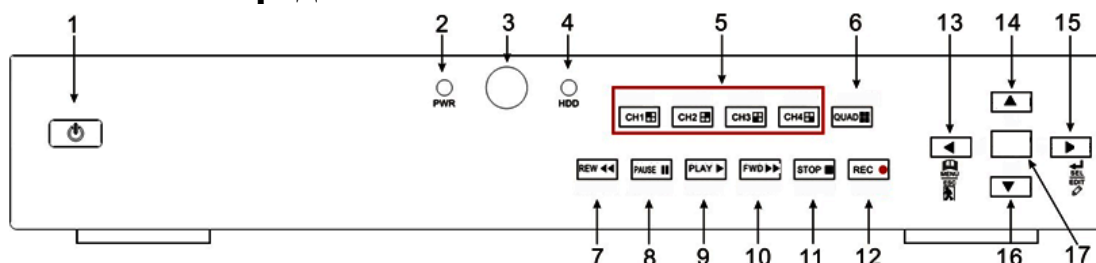 1 2 3 4 5 6 13 14 15
PWR HDD
CH1 CH2 CH3 CH4 QUAD
REW PAUSE PLAY FWD STOP REC
MENU
ESC
SEL
EDIT
7 8 9 10 11 12 16 17